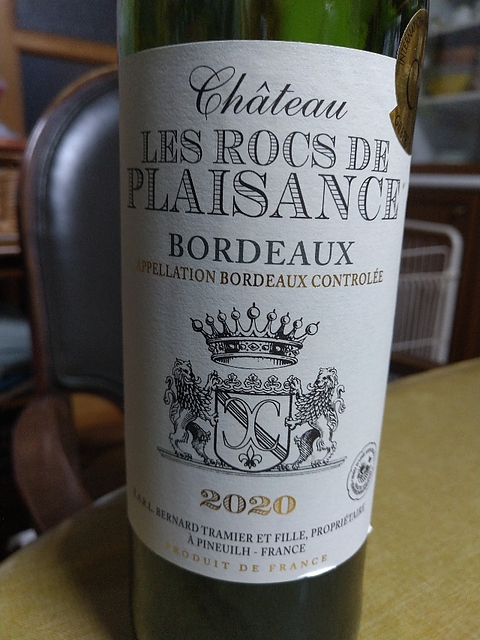 Château
LES ROCS DE
PLAISANCE
BORDEAUX
APPELLATION BORDEAUX CONTROLÉE
2020
E.A.R.L. BERNARD TRAMIER ET FILLE, PROPRIÉTAIRE
À PINEUILH - FRANCE
PRODUIT DE FRANCE